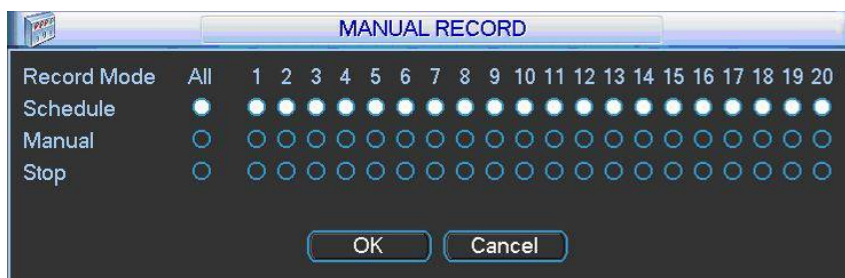 MANUAL RECORD
Record Mode All 1 2 3 4 5 6 7 8 9 10 11 12 13 14 15 16 17 18 19 20
Schedule
Manual
Stop
OK Cancel